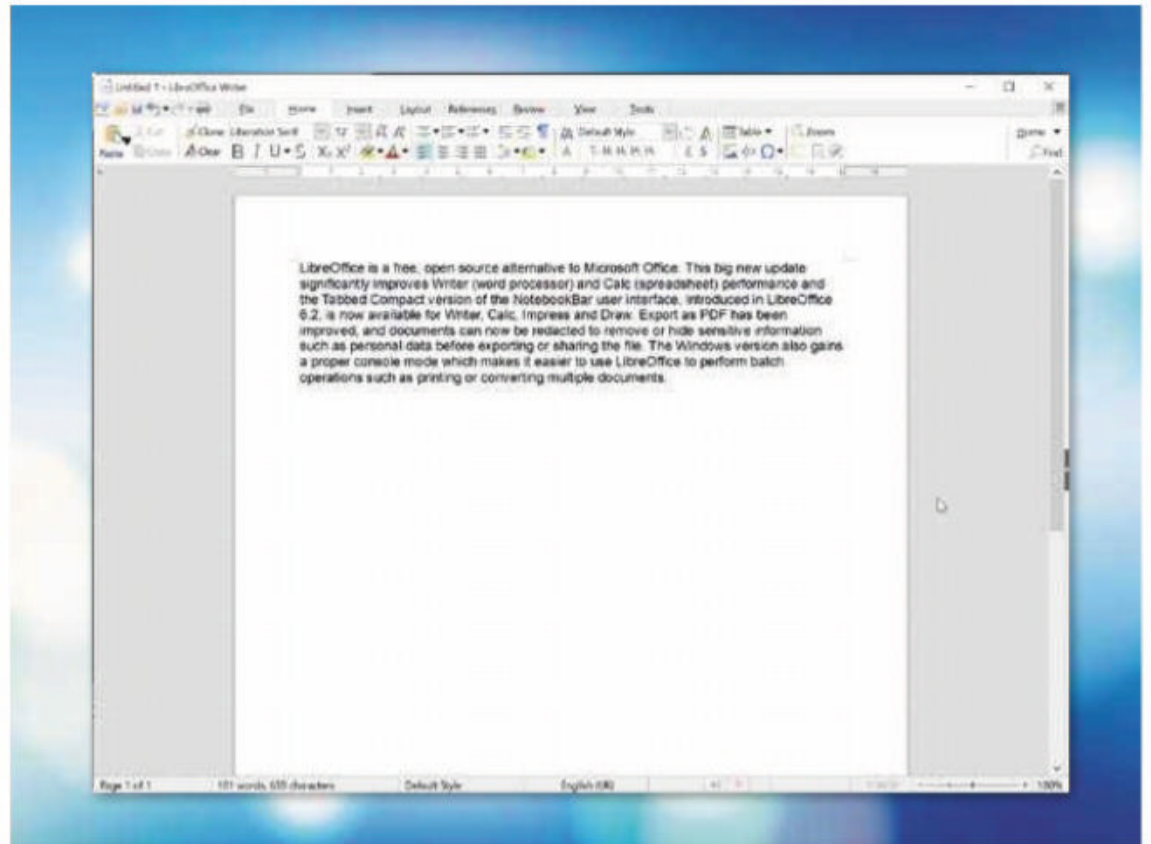 Untitled 1 - LibreOffice Writer
File Home Insert Layout References Review View Tools
Cut Clone Liberation Serif 12 Default Style Table Zoom Home
Paste Clear B I U S Find
LibreOffice is a free, open source alternative to Microsoft Office. This big new update
significantly improves Writer (word processor) and Calc (spreadsheet) performance and
the Tabbed Compact version of the NotebookBar user interface, introduced in LibreOffice
6.2, is now available for Writer, Calc, Impress and Draw. Export as PDF has been
improved, and documents can now be redacted to remove or hide sensitive information
such as personal data before exporting or sharing the file. The Windows version also gains
a proper console mode which makes it easier to use LibreOffice to perform batch
operations such as printing or converting multiple documents.
Page 1 of 1 101 words, characters Default Style English (UK) 100%